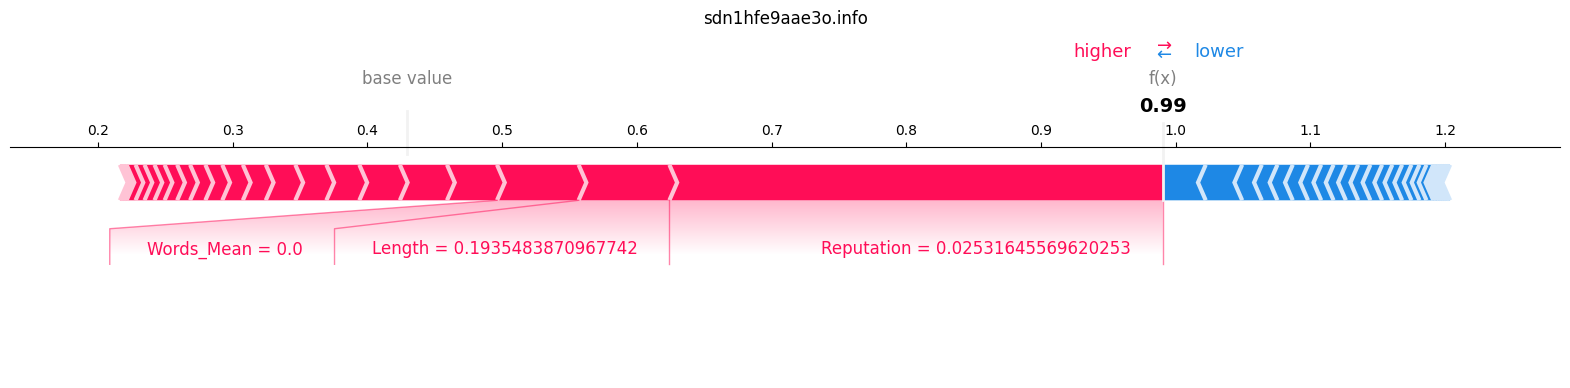 sdn1hfe9aae3o.info
higher ⇄ lower
base value f(x)
0.99
0.2 0.3 0.4 0.5 0.6 0.7 0.8 0.9 1.0 1.1 1.2
Words_Mean = 0.0 Length = 0.1935483870967742 Reputation = 0.02531645569620253